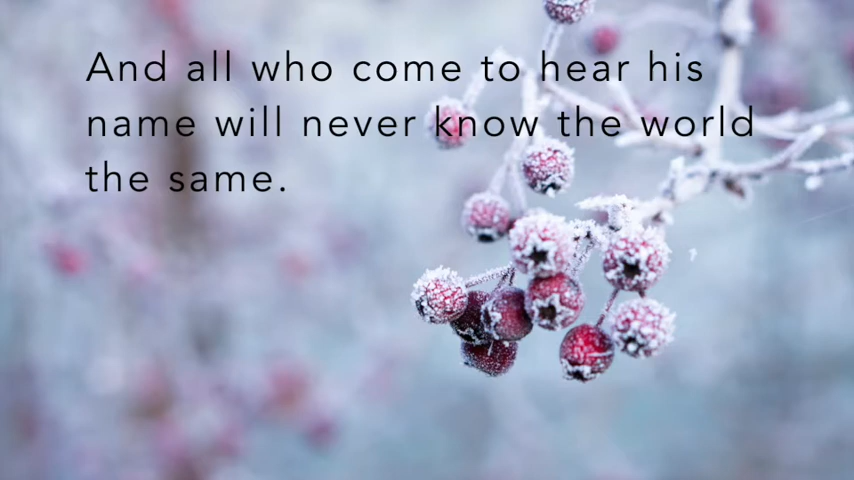 And all who come to hear his
name will never know the world
the same.